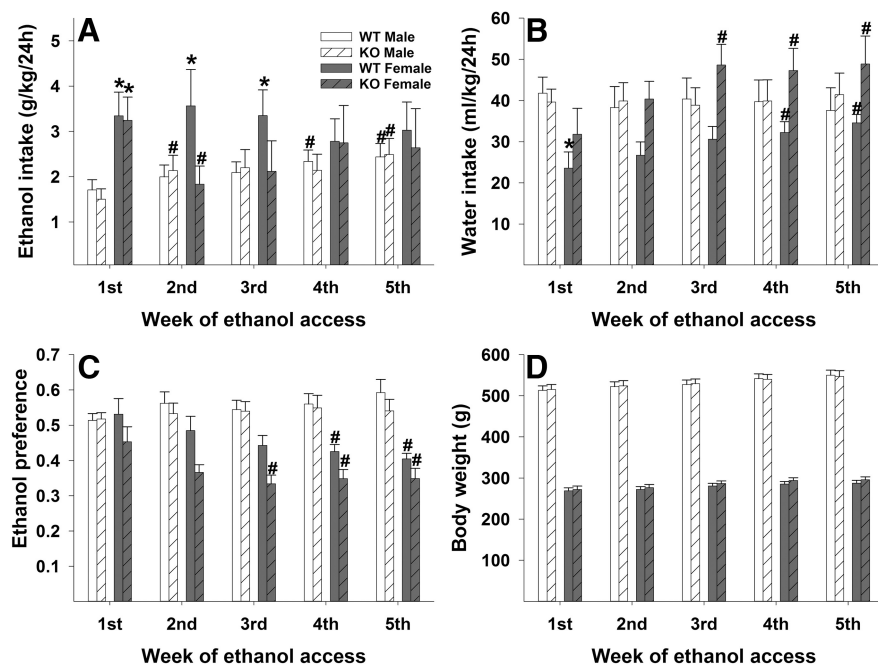 A
Ethanol intake (g/kg/24h)
5
4
3
2
1
WT Male
KO Male
WT Female
KO Female
* *
*
*
# #
#
# #
1st 2nd 3rd 4th 5th
Week of ethanol access
B
Water intake (ml/kg/24h)
60
50
40
30
20
10
# # #
* # #
1st 2nd 3rd 4th 5th
Week of ethanol access
C
Ethanol preference
0.7
0.6
0.5
0.4
0.3
0.2
0.1
# # # # #
1st 2nd 3rd 4th 5th
Week of ethanol access
D
Body weight (g)
600
500
400
300
200
100
1st 2nd 3rd 4th 5th
Week of ethanol access